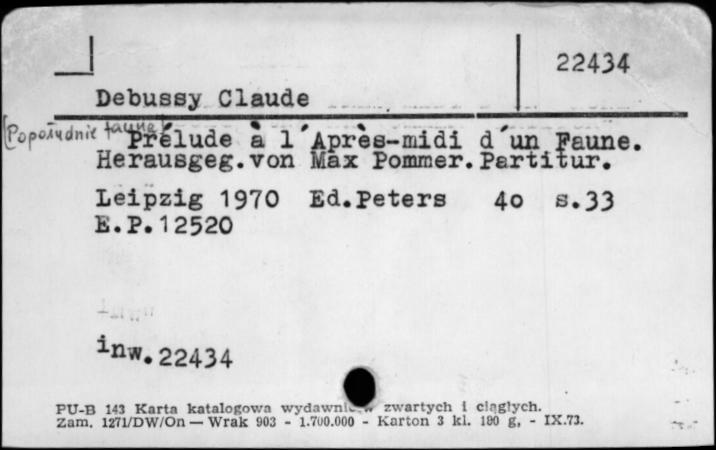 22434
Debussy Claude
[Popołudnie fauna]
Prélude à l'Après-midi d'un Faune.
Herausgeg.von Max Pommer.Partitur.
Leipzig 1970 Ed.Peters 4o s.33
E.P.12520
inw.22434
PU-B 143 Karta katalogowa wydawnictw zwartych i ciągłych.
Zam. 1271/DW/On — Wrak 903 - 1.700.000 - Karton 3 kl. 180 g, - IX.73.